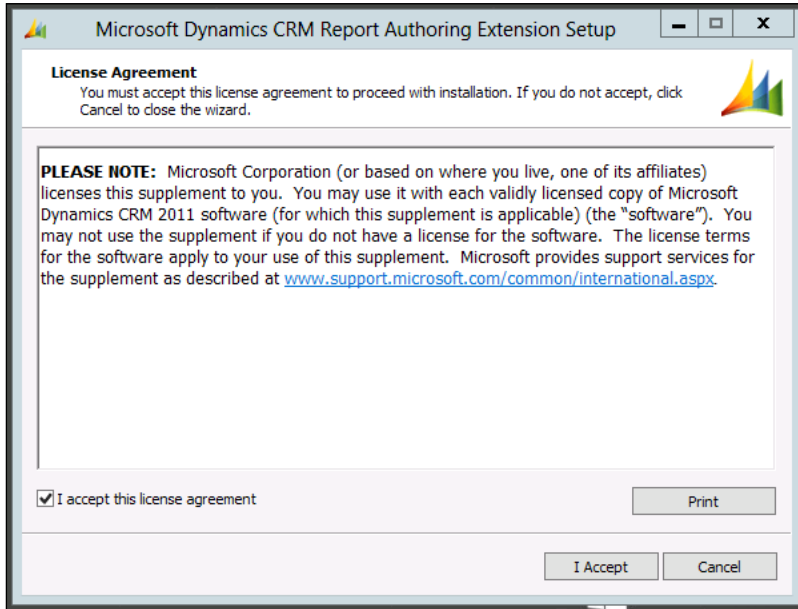 Microsoft Dynamics CRM Report Authoring Extension Setup
License Agreement
You must accept this license agreement to proceed with installation. If you do not accept, click
Cancel to close the wizard.
PLEASE NOTE: Microsoft Corporation (or based on where you live, one of its affiliates)
licenses this supplement to you. You may use it with each validly licensed copy of Microsoft
Dynamics CRM 2011 software (for which this supplement is applicable) (the “software”). You
may not use the supplement if you do not have a license for the software. The license terms
for the software apply to your use of this supplement. Microsoft provides support services for
the supplement as described at www.support.microsoft.com/common/international.aspx.
I accept this license agreement
Print
I Accept
Cancel